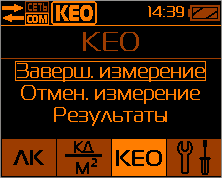 СЕТЬ COM КЕО 14:39
КЕО
Заверш. измерение
Отмен. измерение
Результаты
ЛК кд/м² КЕО